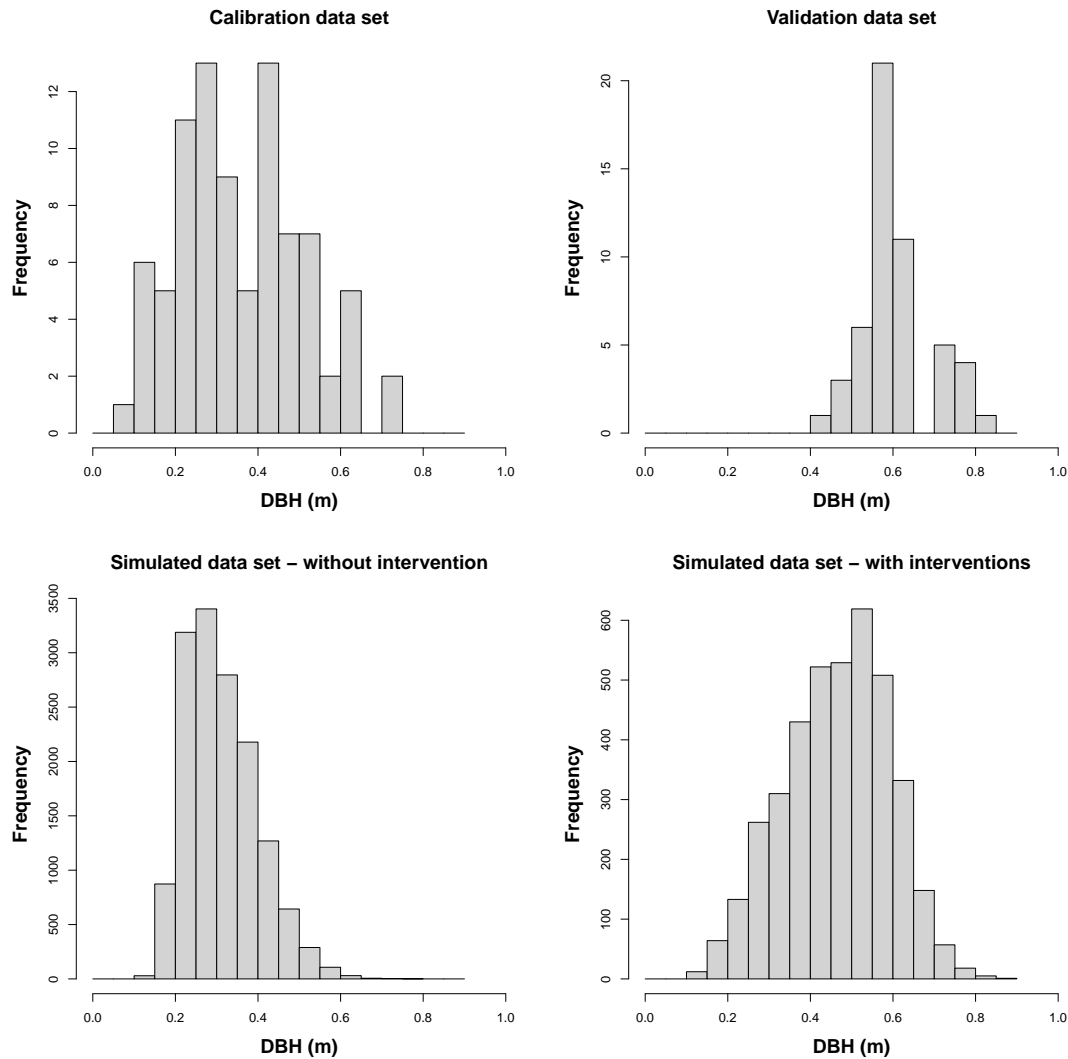 Calibration data set
Frequency
0 2 4 6 8 10 12
0.0 0.2 0.4 0.6 0.8 1.0
DBH (m)
Validation data set
Frequency
0 5 10 15 20
0.0 0.2 0.4 0.6 0.8 1.0
DBH (m)
Simulated data set − without intervention
Frequency
0 500 1000 1500 2000 2500 3000 3500
0.0 0.2 0.4 0.6 0.8 1.0
DBH (m)
Simulated data set − with interventions
Frequency
0 100 200 300 400 500 600
0.0 0.2 0.4 0.6 0.8 1.0
DBH (m)